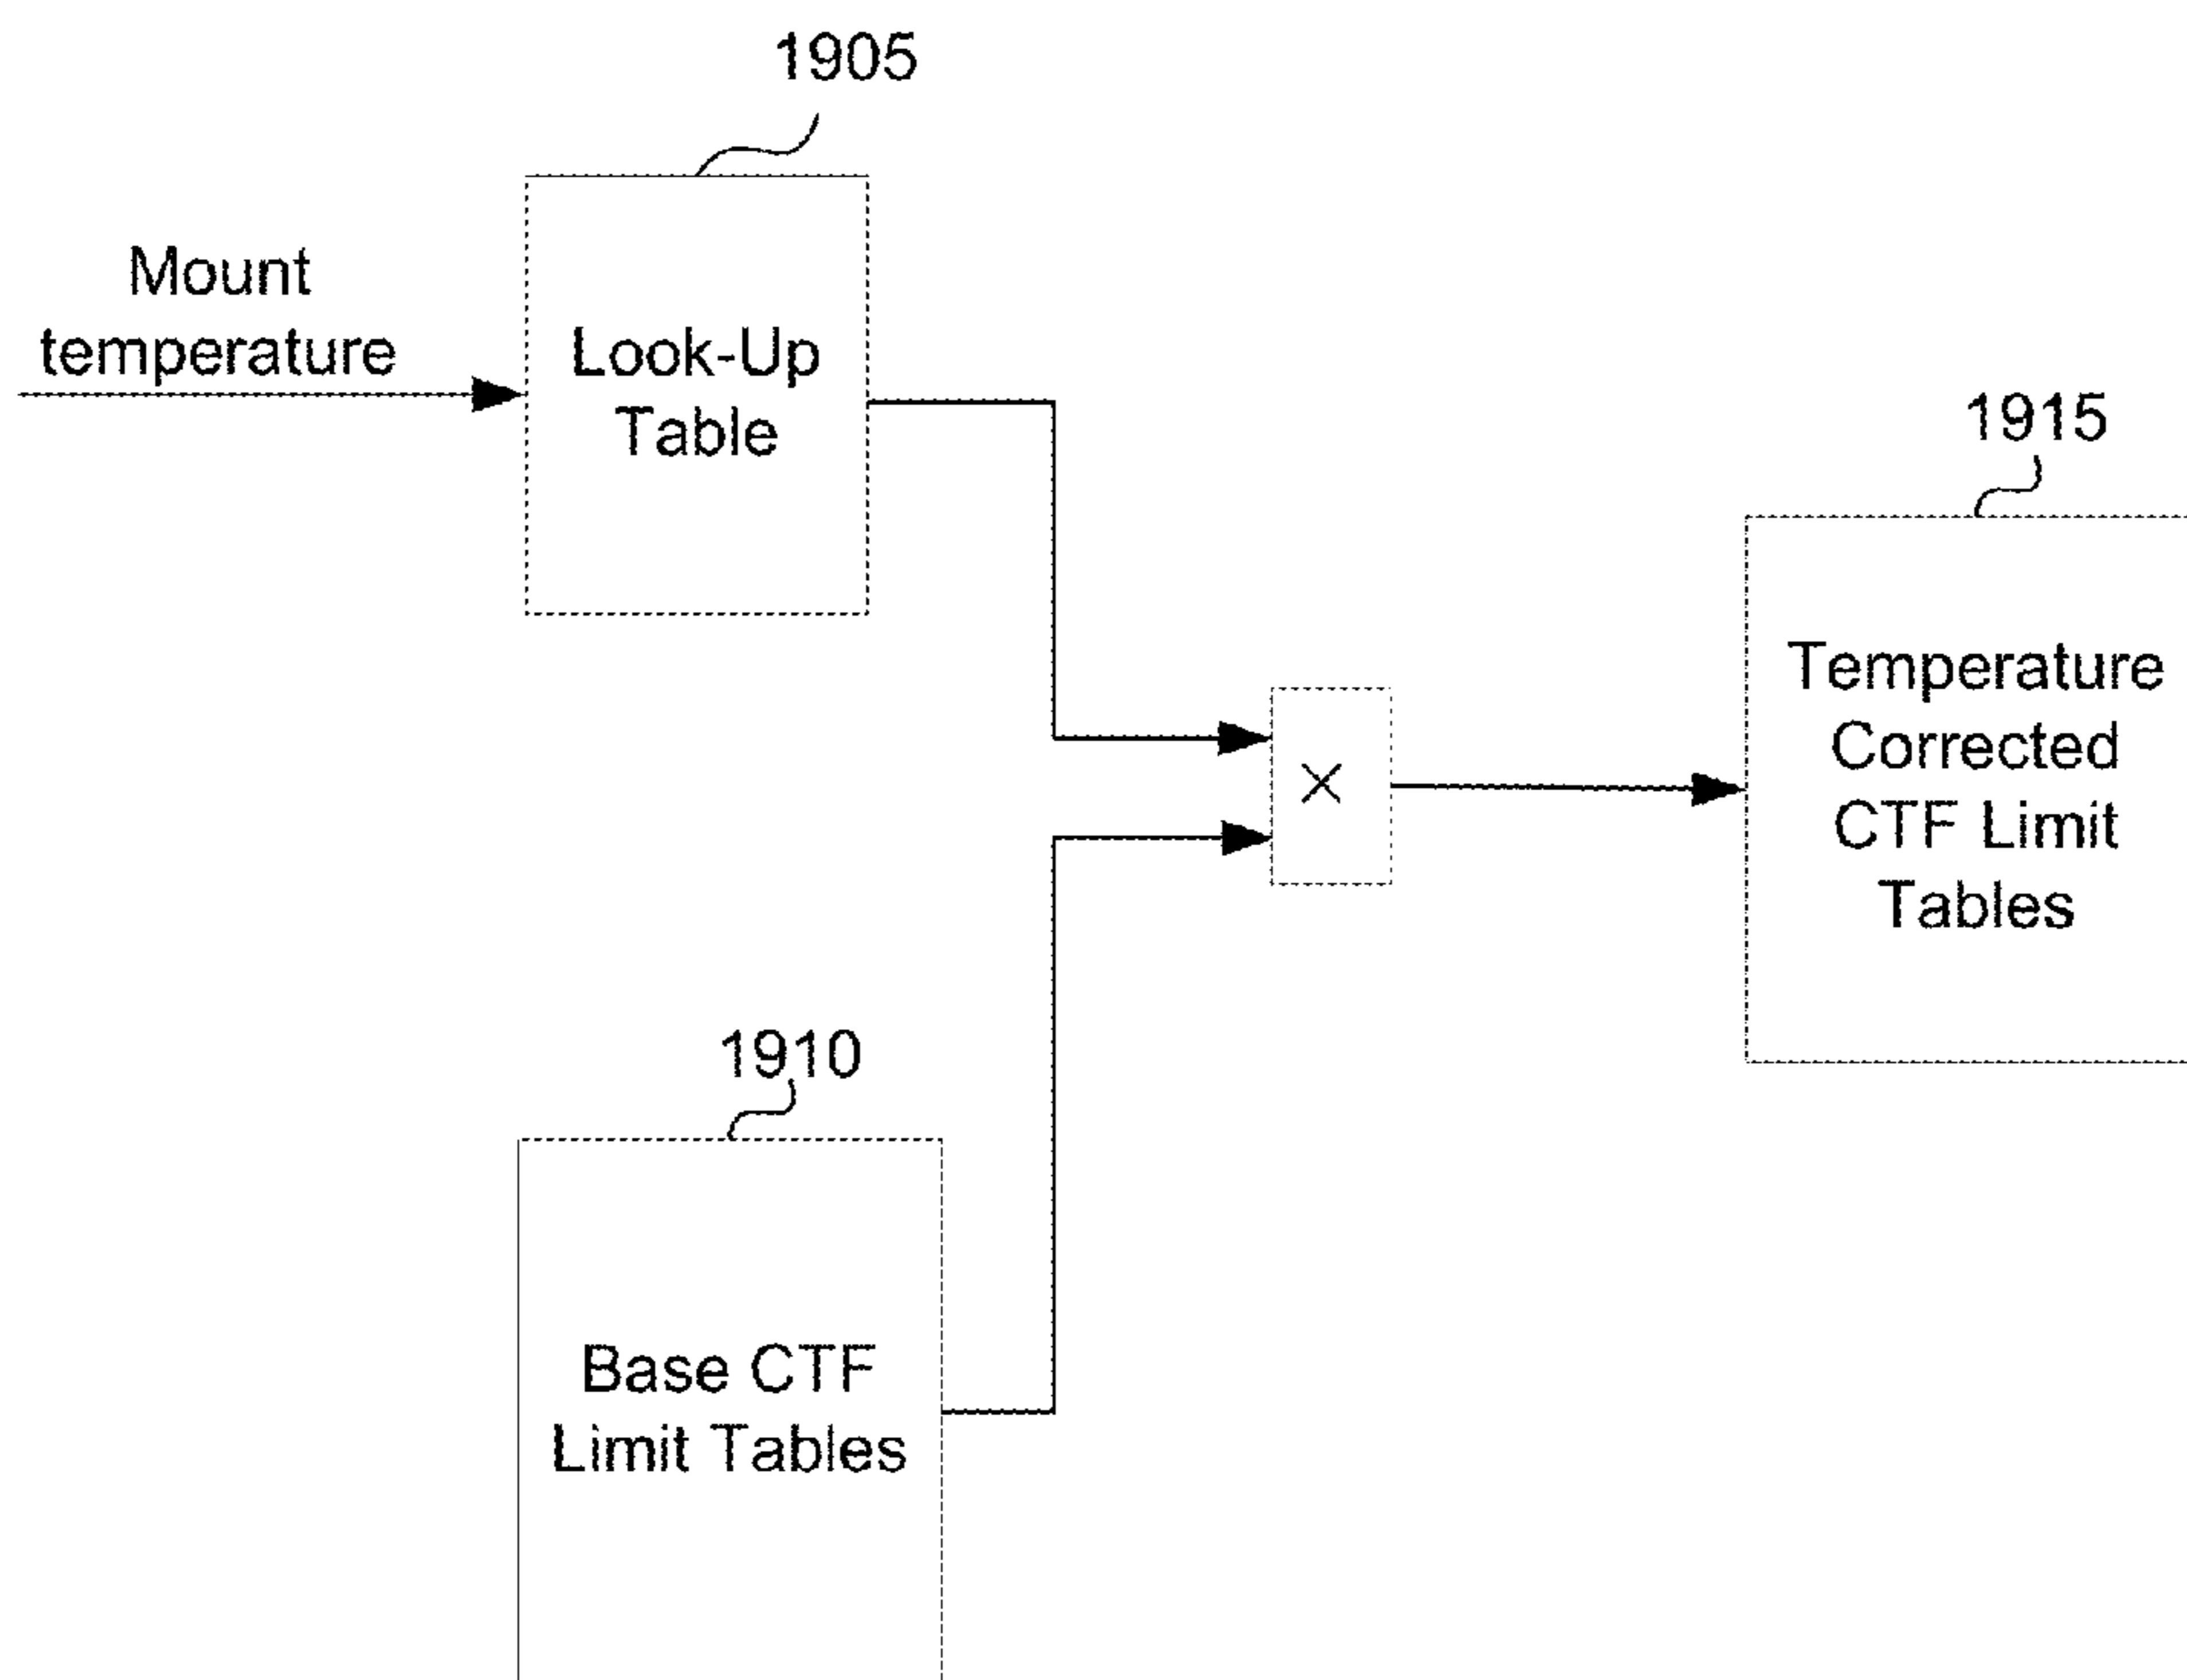 1905
Mount
temperature
Look-Up
Table
1915
Temperature
Corrected
CTF Limit
Tables
×
1910
Base CTF
Limit Tables